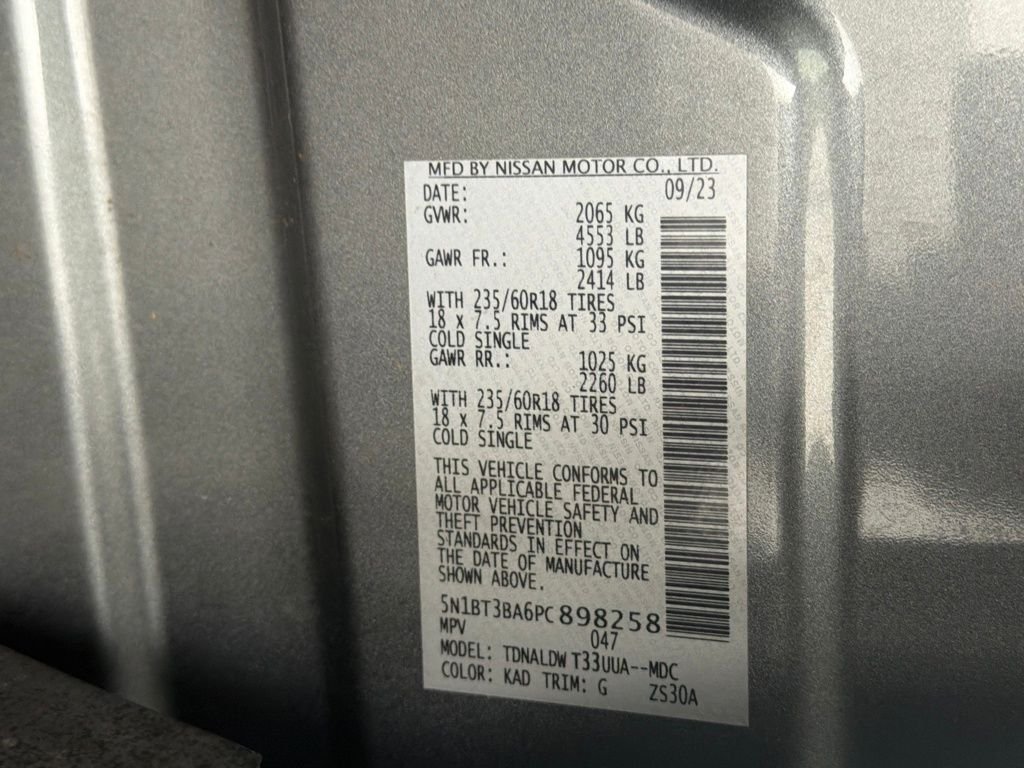 MFD BY NISSAN MOTOR CO., LTD.
DATE: 09/23
GVWR: 2065 KG
4553 LB
GAWR FR.: 1095 KG
2414 LB
WITH 235/60R18 TIRES
18 x 7.5 RIMS AT 33 PSI
COLD SINGLE
GAWR RR.: 1025 KG
2260 LB
WITH 235/60R18 TIRES
18 x 7.5 RIMS AT 30 PSI
COLD SINGLE
THIS VEHICLE CONFORMS TO
ALL APPLICABLE FEDERAL
MOTOR VEHICLE SAFETY AND
THEFT PREVENTION
STANDARDS IN EFFECT ON
THE DATE OF MANUFACTURE
SHOWN ABOVE.
5N1BT3BA6PC898258
MPV 047
MODEL: TDNALDW T33UUA--MDC
COLOR: KAD TRIM: G ZS30A